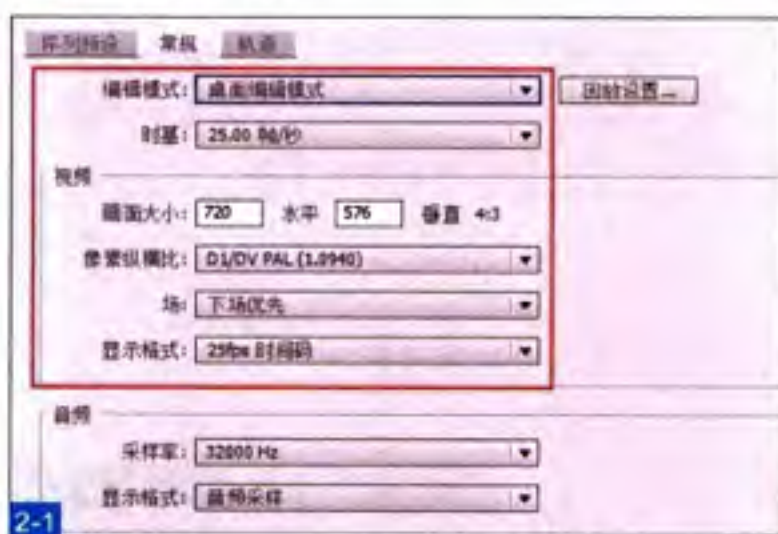 序列预设 常规 轨道
编辑模式: 桌面编辑模式 回放设置...
时基: 25.00 帧/秒
视频
画面大小: 720 水平 576 垂直 4:3
像素纵横比: D1/DV PAL (1.0940)
场: 下场优先
显示格式: 25fps 时间码
音频
采样率: 32000 Hz
显示格式: 音频采样
2-1